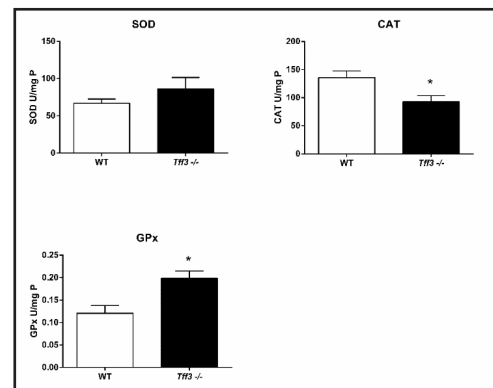 SOD
SOD U/mg P
150
100
50
0
WT
Tff3 -/-
CAT
CAT U/mg P
200
150
100
50
0
*
WT
Tff3 -/-
GPx
GPx U/mg P
0.25
0.20
0.15
0.10
0.05
0.00
*
WT
Tff3 -/-